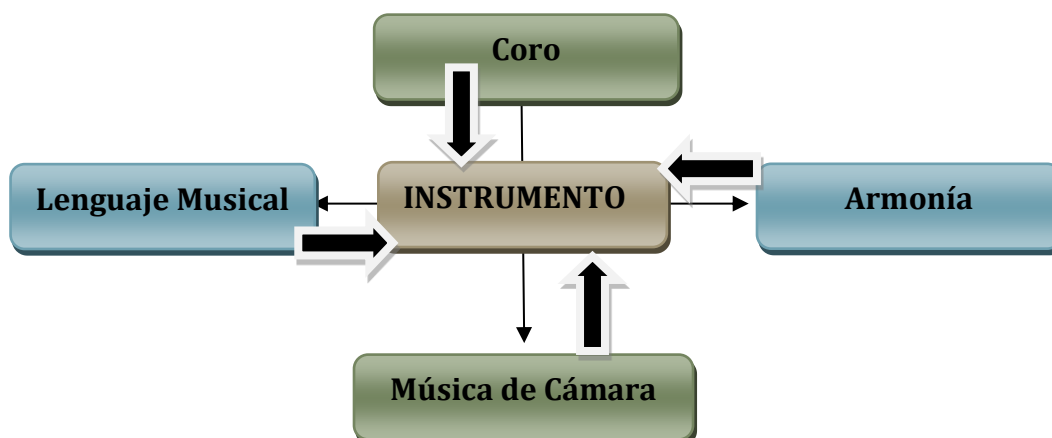 Coro
Lenguaje Musical
INSTRUMENTO
Armonía
Música de Cámara